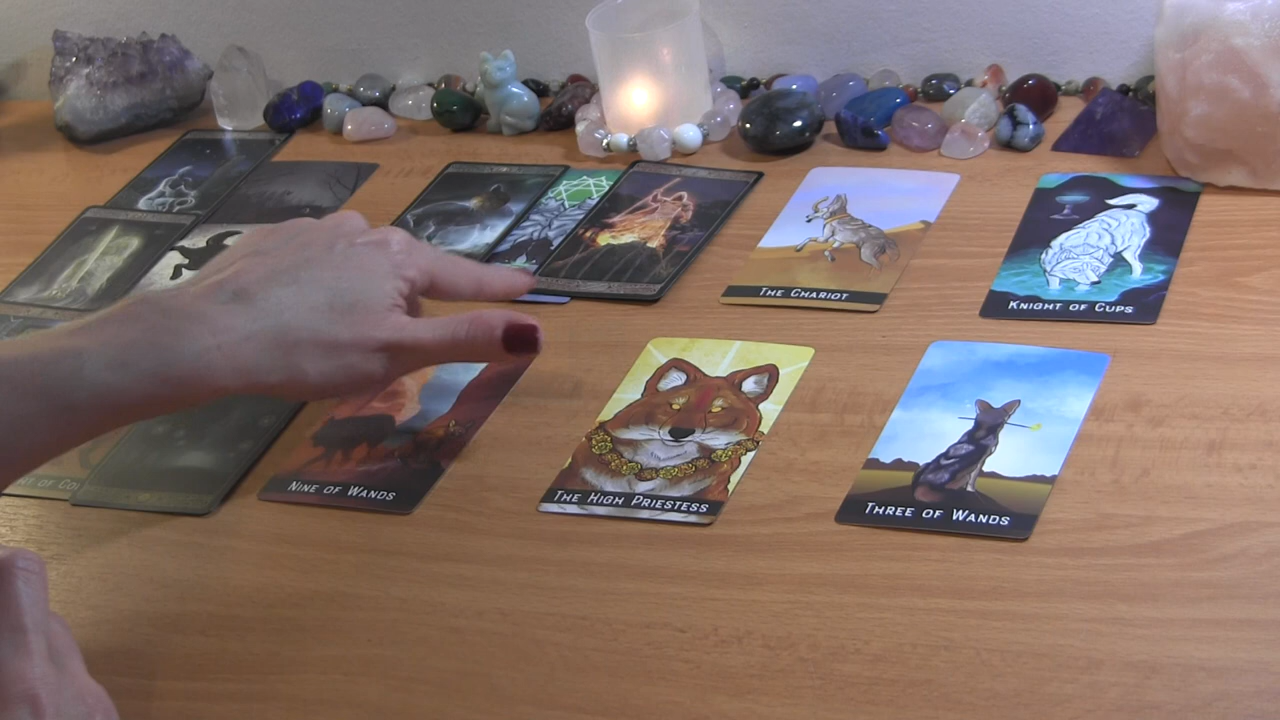 THE CHARIOT
KNIGHT OF CUPS
NINE OF WANDS
THE HIGH PRIESTESS
THREE OF WANDS